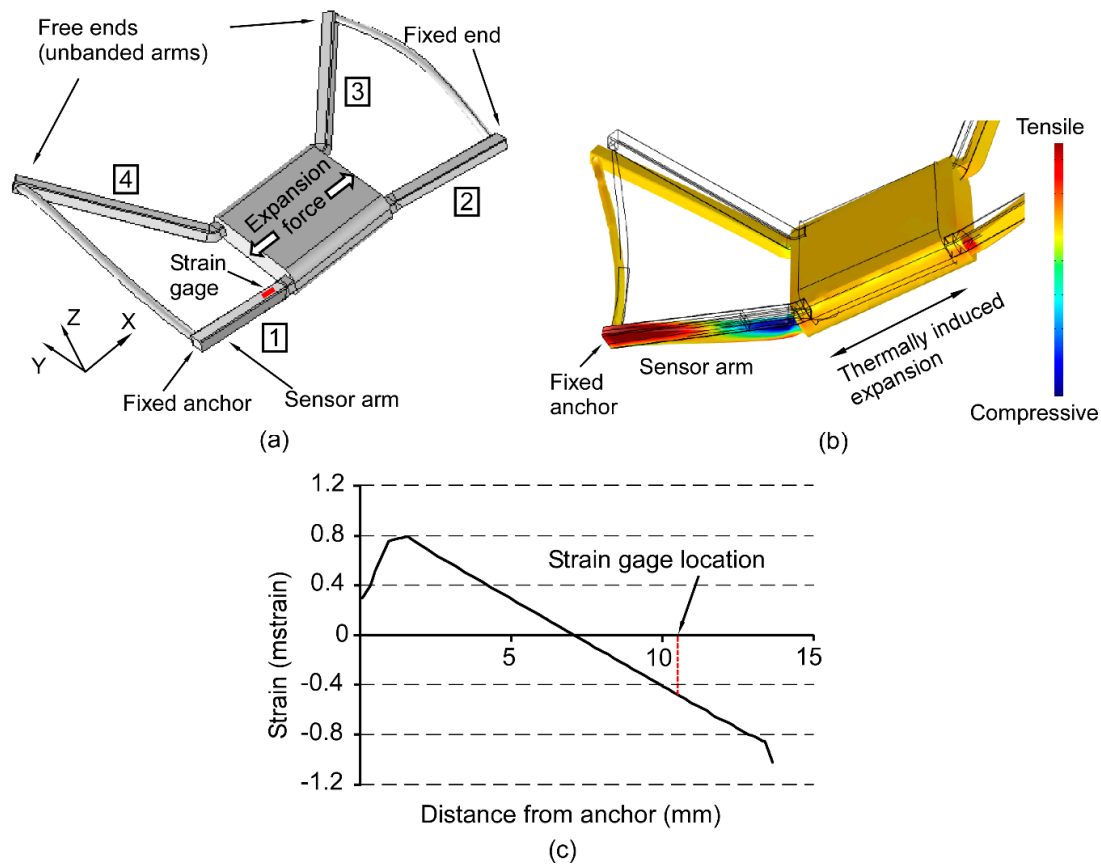 Free ends
(unbanded arms)
Fixed end
3
4
2
Expansion
force
Strain
gage
Z
X
Y
1
Fixed anchor
Sensor arm
(a)
Tensile
Thermally induced
expansion
Sensor arm
Fixed
anchor
Compressive
(b)
1.2
0.8
0.4
0
-0.4
-0.8
-1.2
5
10
15
Strain gage location
Strain (mstrain)
Distance from anchor (mm)
(c)